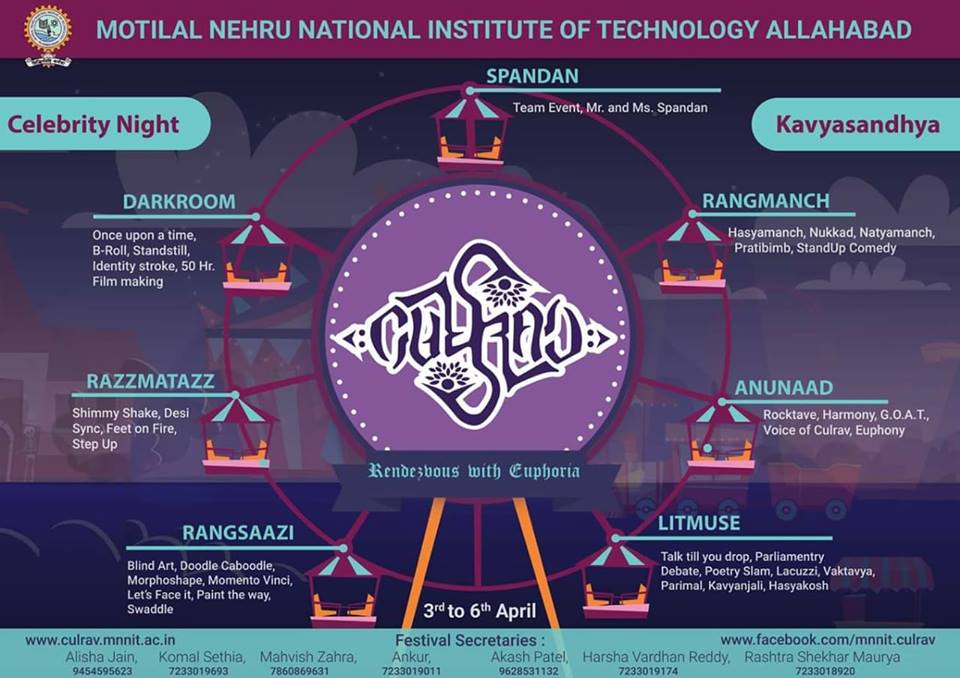 MOTILAL NEHRU NATIONAL INSTITUTE OF TECHNOLOGY ALLAHABAD
SPANDAN
Team Event, Mr. and Ms. Spandan
Celebrity Night
Kavyasandhya
DARKROOM
Once upon a time,
B-Roll, Standstill,
Identity stroke, 50 Hr.
Film making
RANGMANCH
Hasyamanch, Nukkad, Natyamanch,
Pratibimb, StandUp Comedy
RAZZMATAZZ
Shimmy Shake, Desi
Sync, Feet on Fire,
Step Up
ANUNAAD
Rocktave, Harmony, G.O.A.T.,
Voice of Culrav, Euphony
Rendezvous with Euphoria
RANGSAAZI
Blind Art, Doodle Caboodle,
Morphoshape, Momento Vinci,
Let's Face it, Paint the way,
Swaddle
LITMUSE
Talk till you drop, Parliamentry
Debate, Poetry Slam, Lacuzzi, Vaktavya,
Parimal, Kavyanjali, Hasyakosh
3rd to 6th April
www.culrav.mnnit.ac.in
Festival Secretaries :
www.facebook.com/mnnit.culrav
Alisha Jain, Komal Sethia, Mahvish Zahra, Ankur, Akash Patel, Harsha Vardhan Reddy, Rashtra Shekhar Maurya
9454595623 7233019693 7860869631 7233019011 9628531132 7233019174 7233018920